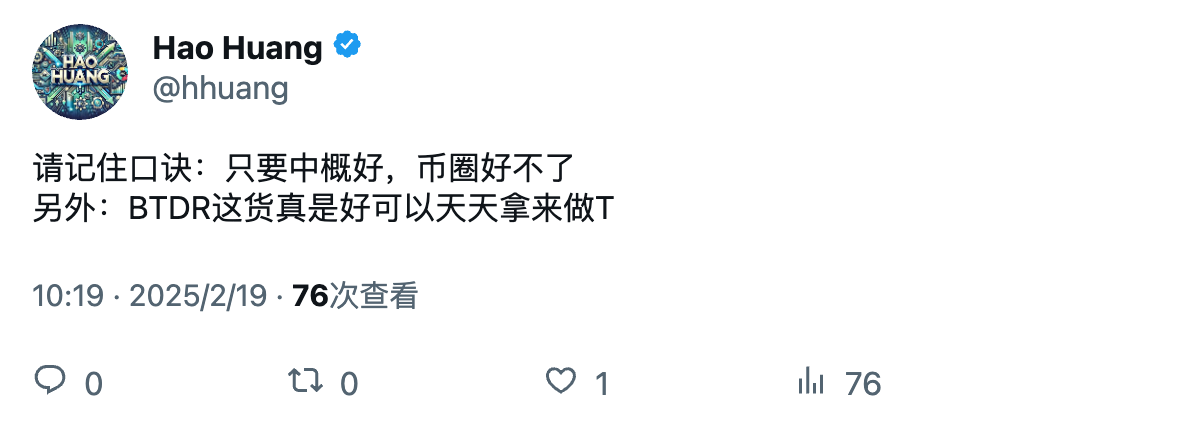 HAO
HUANG
Hao Huang
@hhuang
请记住口诀：只要中概好，币圈好不了
另外：BTDR这货真是好可以天天拿来做T
10:19 · 2025/2/19 · 76次查看
0 0 1 76